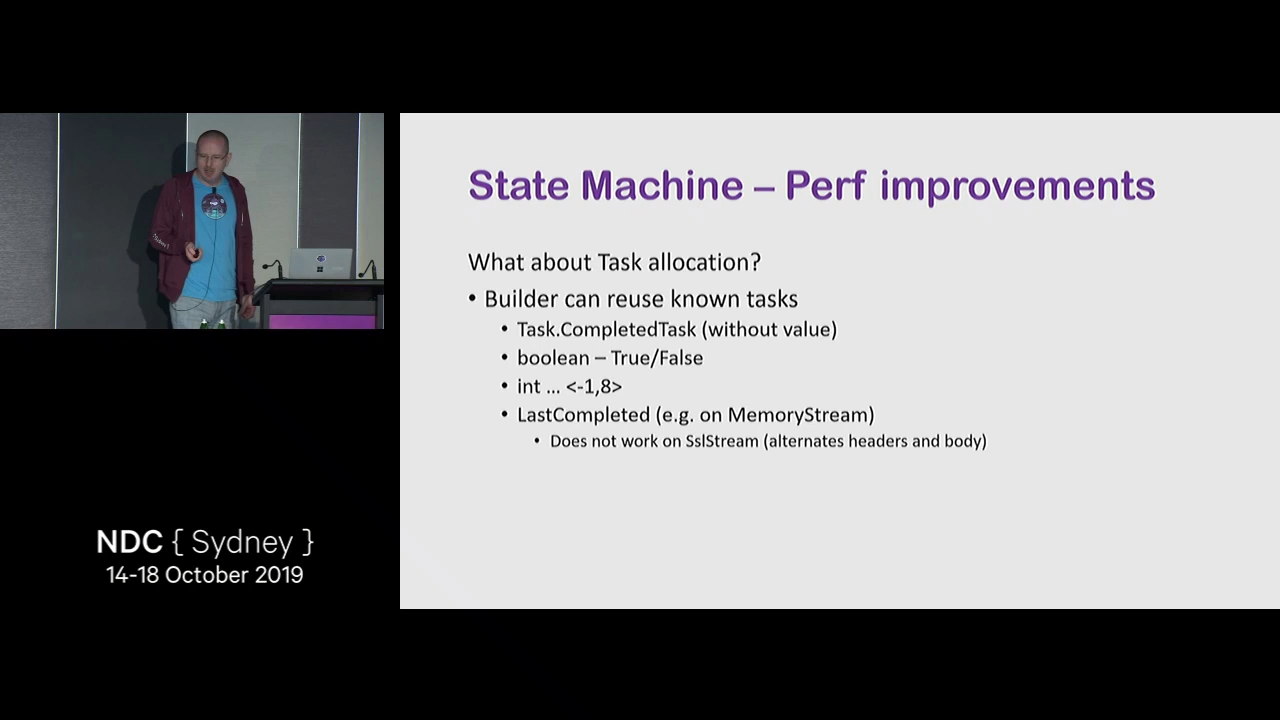 State Machine – Perf improvements
What about Task allocation?
• Builder can reuse known tasks
• Task.CompletedTask (without value)
• boolean – True/False
• int ... <-1,8>
• LastCompleted (e.g. on MemoryStream)
• Does not work on SslStream (alternates headers and body)
NDC { Sydney }
14-18 October 2019